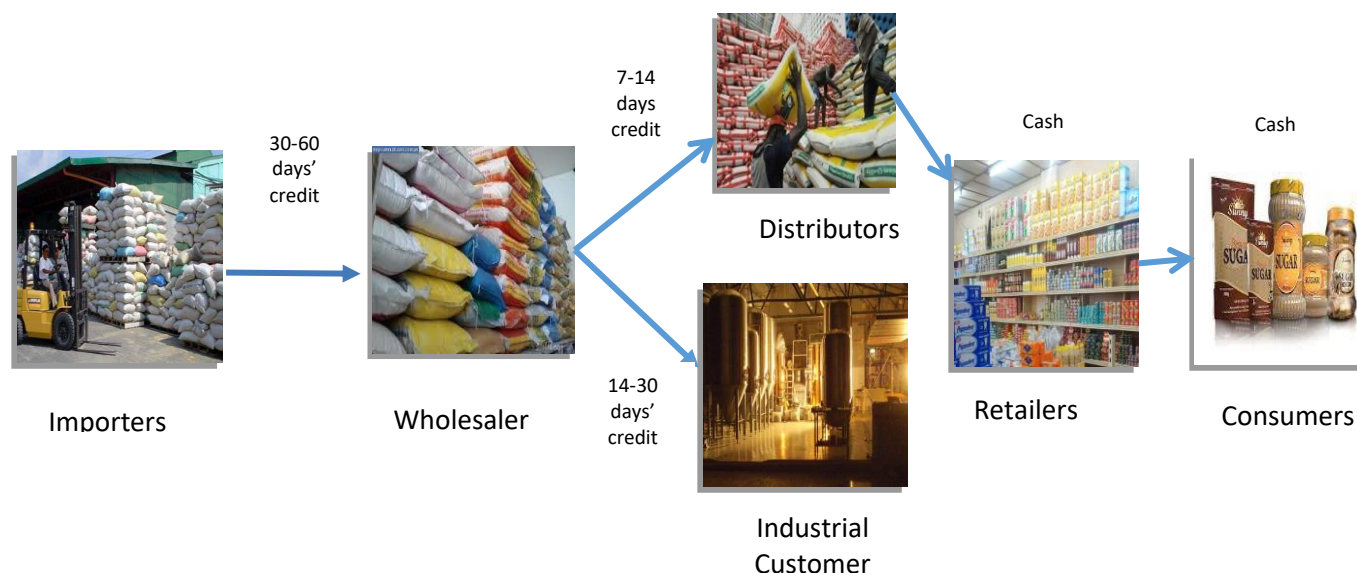 30-60
days’
credit
Importers
Wholesaler
7-14
days
credit
14-30
days’
credit
Distributors
Industrial
Customer
Cash
Retailers
Cash
SUGAR
SUGAR
Consumers